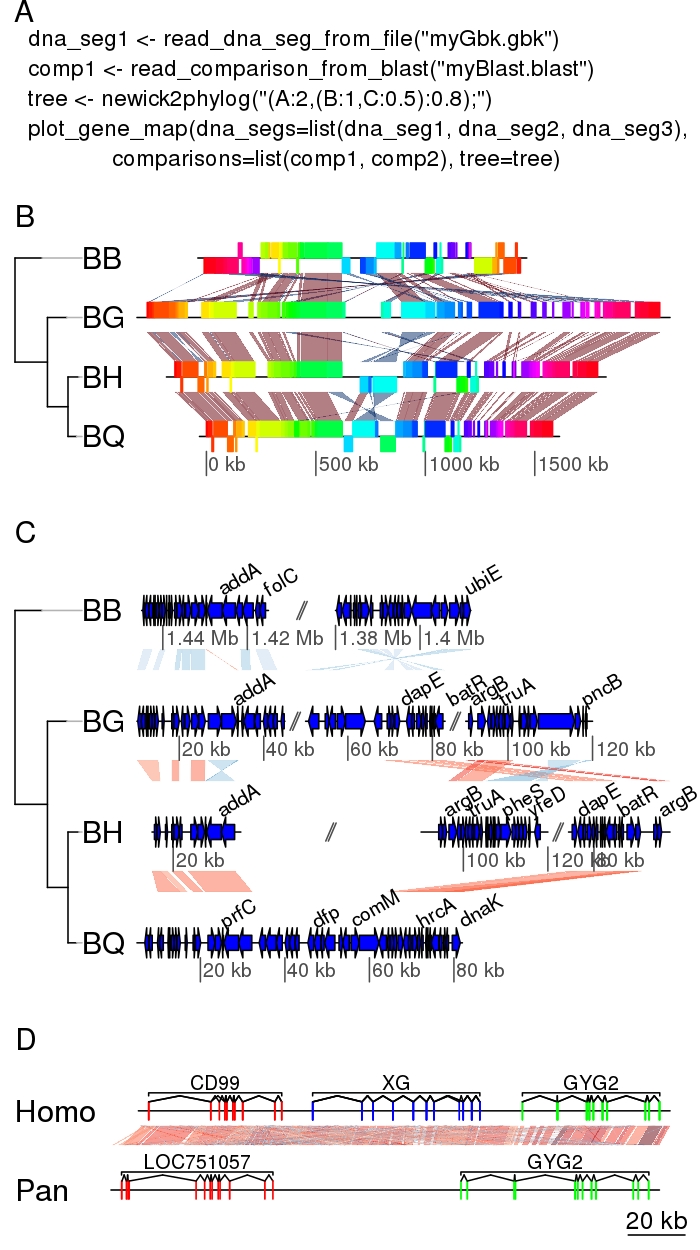 A
dna_seg1 <- read_dna_seg_from_file("myGbk.gbk")
comp1 <- read_comparison_from_blast("myBlast.blast")
tree <- newick2phylog("(A:2,(B:1,C:0.5):0.8);")
plot_gene_map(dna_segs=list(dna_seg1, dna_seg2, dna_seg3),
comparisons=list(comp1, comp2), tree=tree)
B
BB
BG
BH
BQ
0 kb 500 kb 1000 kb 1500 kb
C
addA folC ubiE
BB
1.44 Mb 1.42 Mb 1.38 Mb 1.4 Mb
addA dapE batR argB truA pncB
BG
20 kb 40 kb 60 kb 80 kb 100 kb 120 kb
addA argB truA pheS yfeD dapE batR argB
BH
20 kb 100 kb 120 kb 80 kb
prfC dfp comM hrcA dnaK
BQ
20 kb 40 kb 60 kb 80 kb
D
CD99 XG GYG2
Homo
LOC751057 GYG2
Pan
20 kb